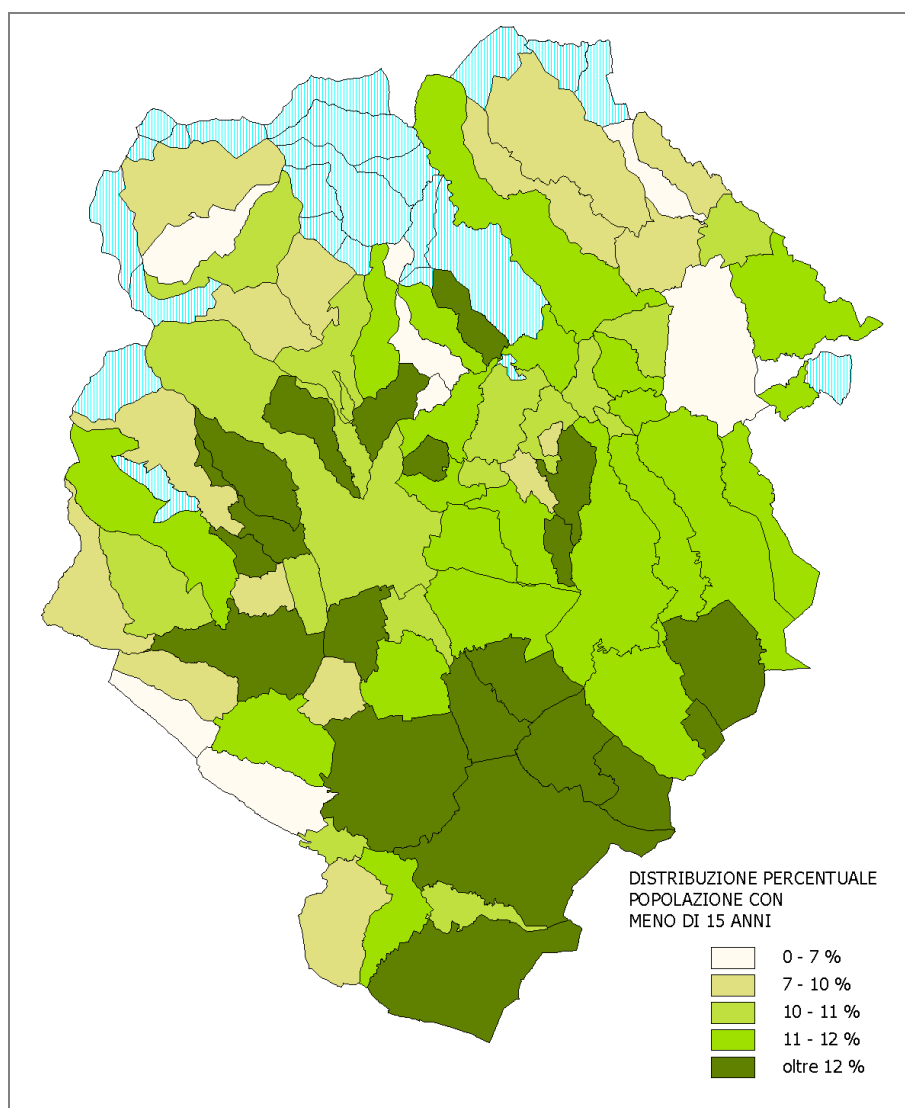 DISTRIBUZIONE PERCENTUALE
POPOLAZIONE CON
MENO DI 15 ANNI
0 - 7 %
7 - 10 %
10 - 11 %
11 - 12 %
oltre 12 %